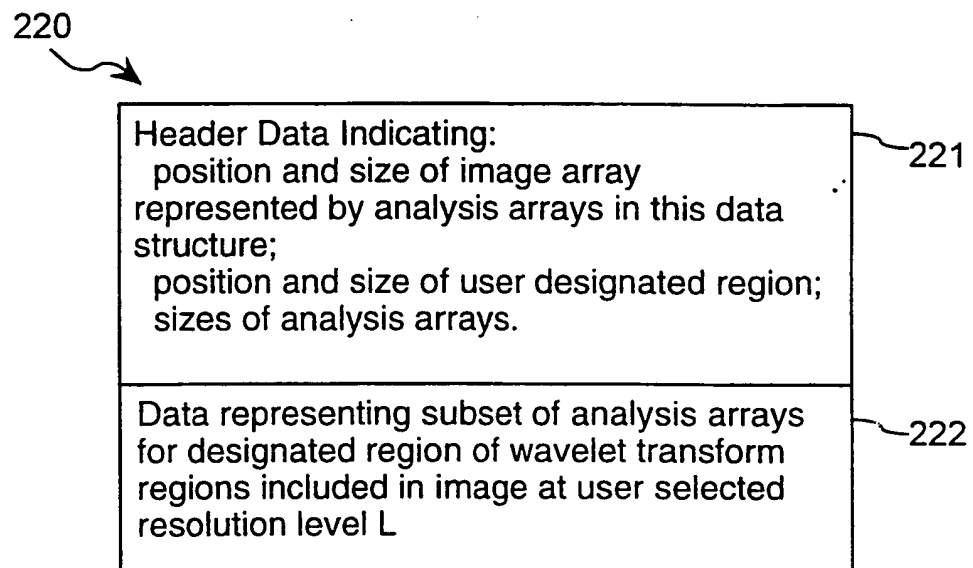 220
Header Data Indicating:
position and size of image array
represented by analysis arrays in this data
structure;
position and size of user designated region;
sizes of analysis arrays.
221
Data representing subset of analysis arrays
for designated region of wavelet transform
regions included in image at user selected
resolution level L
222